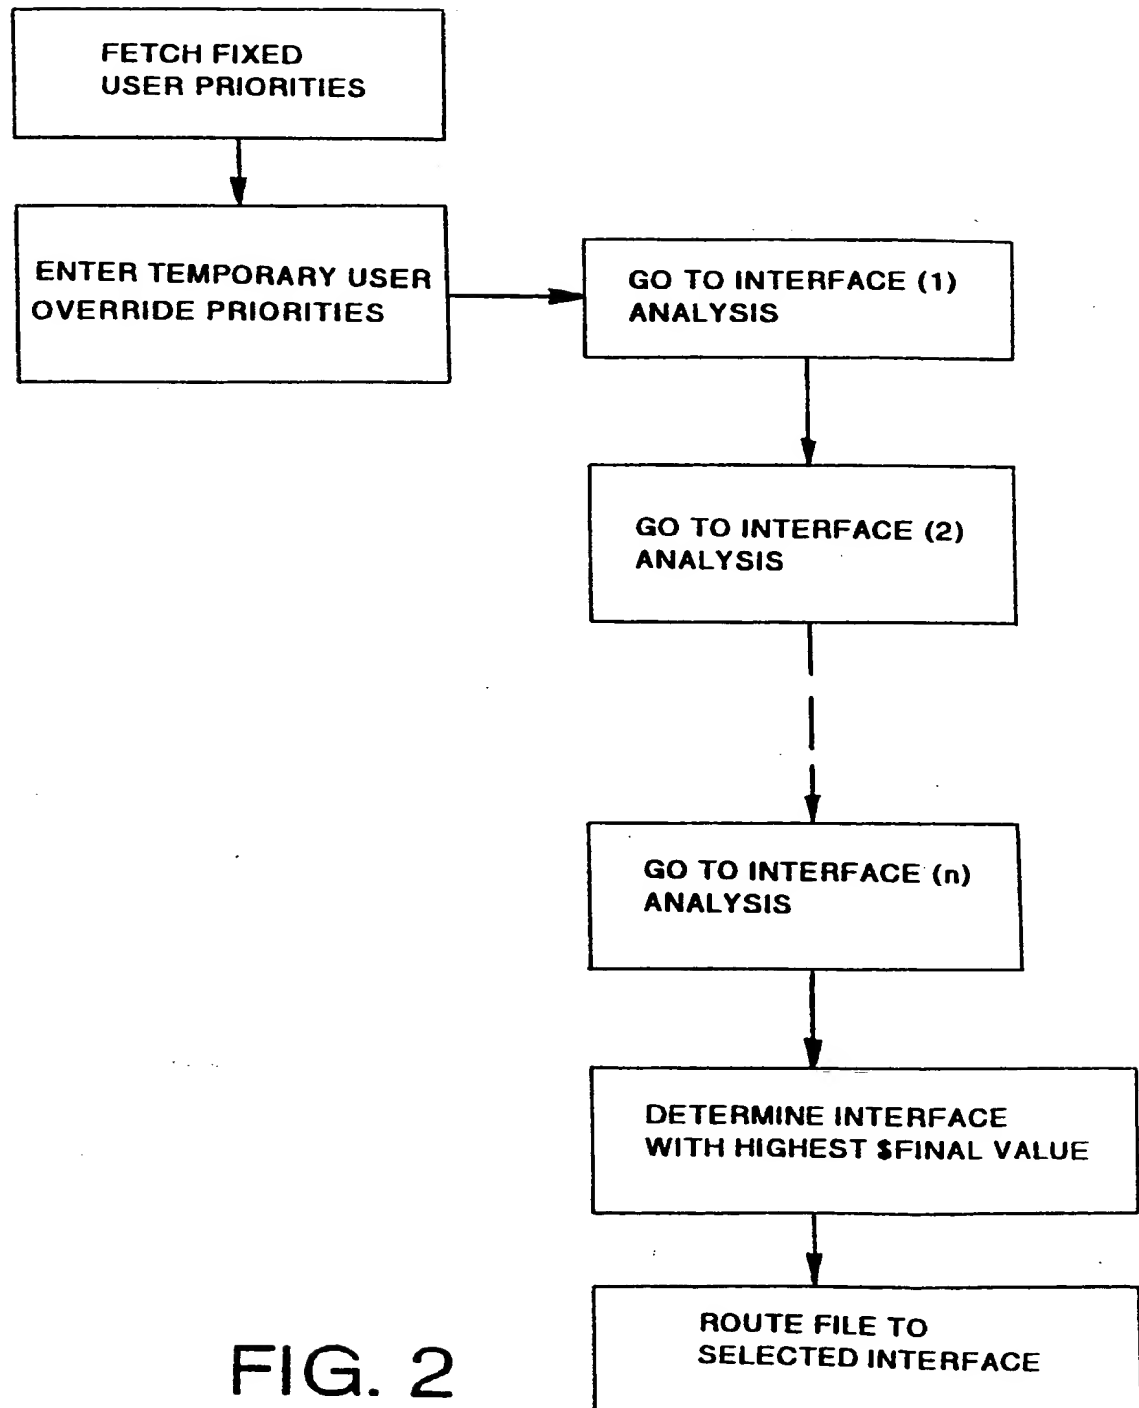 FETCH FIXED
USER PRIORITIES
ENTER TEMPORARY USER
OVERRIDE PRIORITIES
GO TO INTERFACE (1)
ANALYSIS
GO TO INTERFACE (2)
ANALYSIS
GO TO INTERFACE (n)
ANALYSIS
DETERMINE INTERFACE
WITH HIGHEST $FINAL VALUE
ROUTE FILE TO
SELECTED INTERFACE
FIG. 2